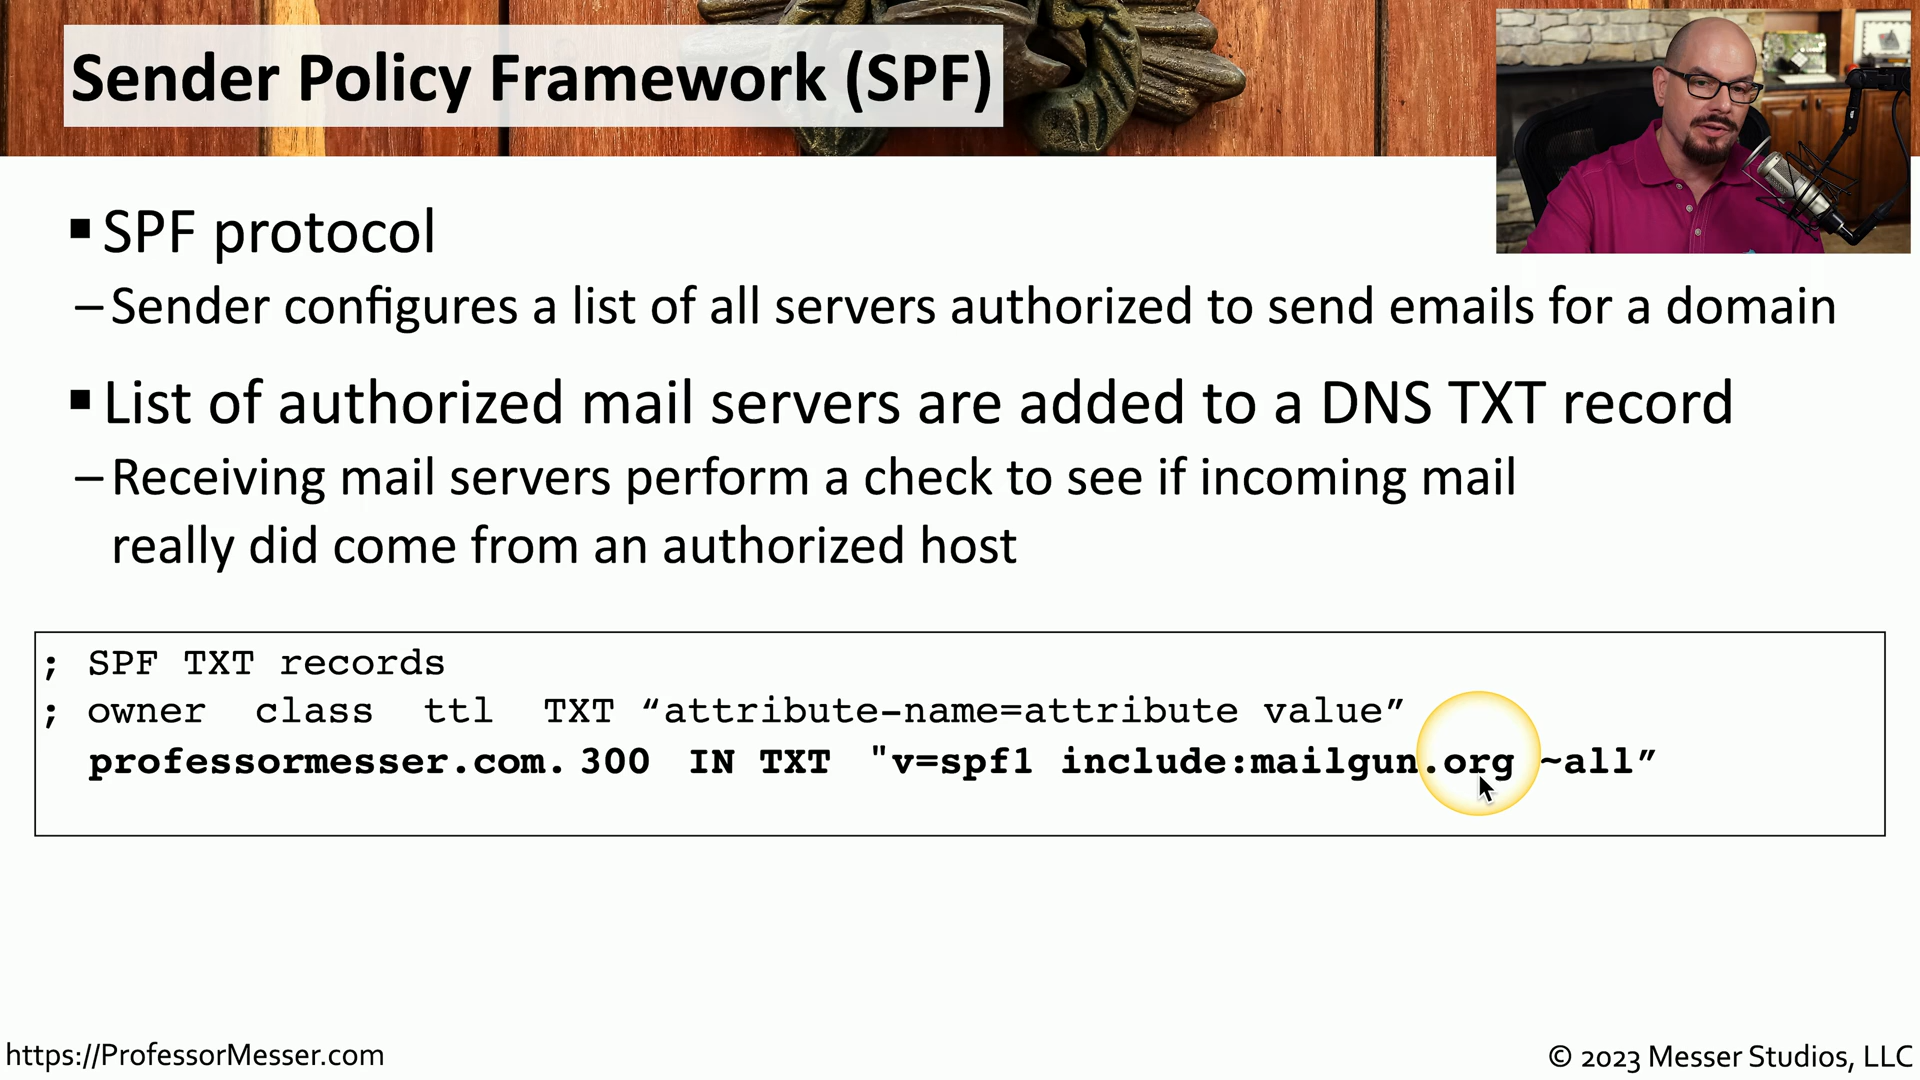 Sender Policy Framework (SPF)
▪ SPF protocol
– Sender configures a list of all servers authorized to send emails for a domain
▪ List of authorized mail servers are added to a DNS TXT record
– Receiving mail servers perform a check to see if incoming mail
really did come from an authorized host
; SPF TXT records
; owner class ttl TXT “attribute-name=attribute value”
professormesser.com. 300 IN TXT "v=spf1 include:mailgun.org ~all”
https://ProfessorMesser.com
© 2023 Messer Studios, LLC